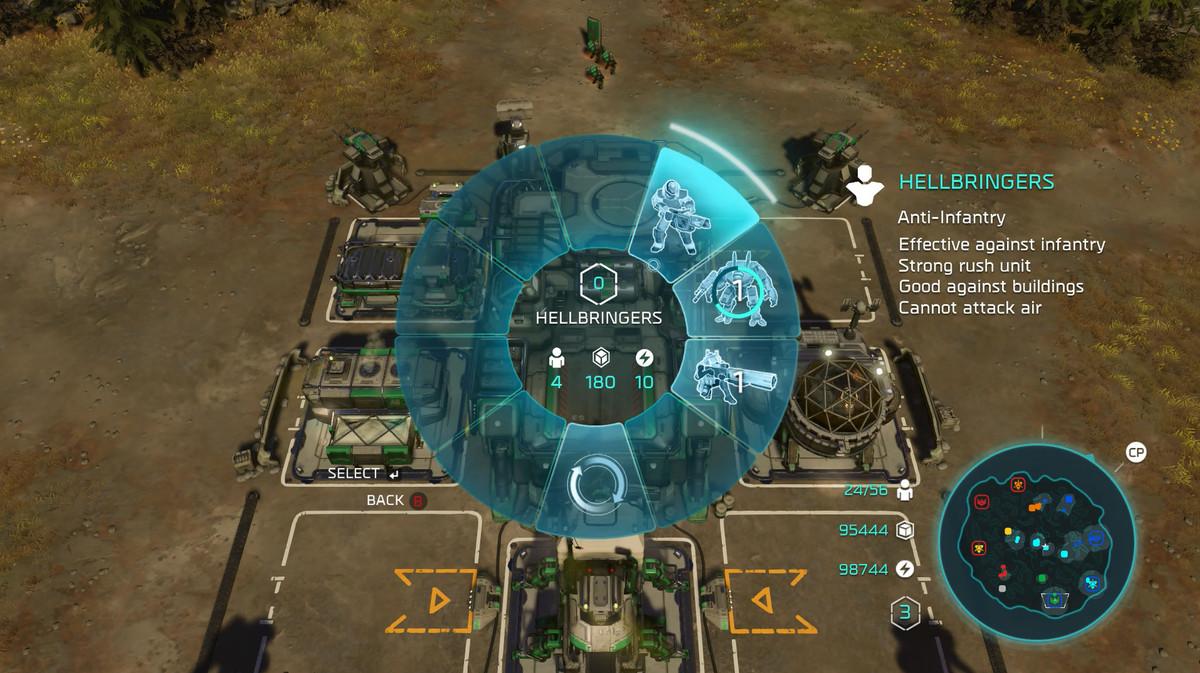 HELLBRINGERS
Anti-Infantry
Effective against infantry
Strong rush unit
Good against buildings
Cannot attack air
0
HELLBRINGERS
4 180 10
1
1
SELECT
BACK B
24/56
95444
98744
3
CP